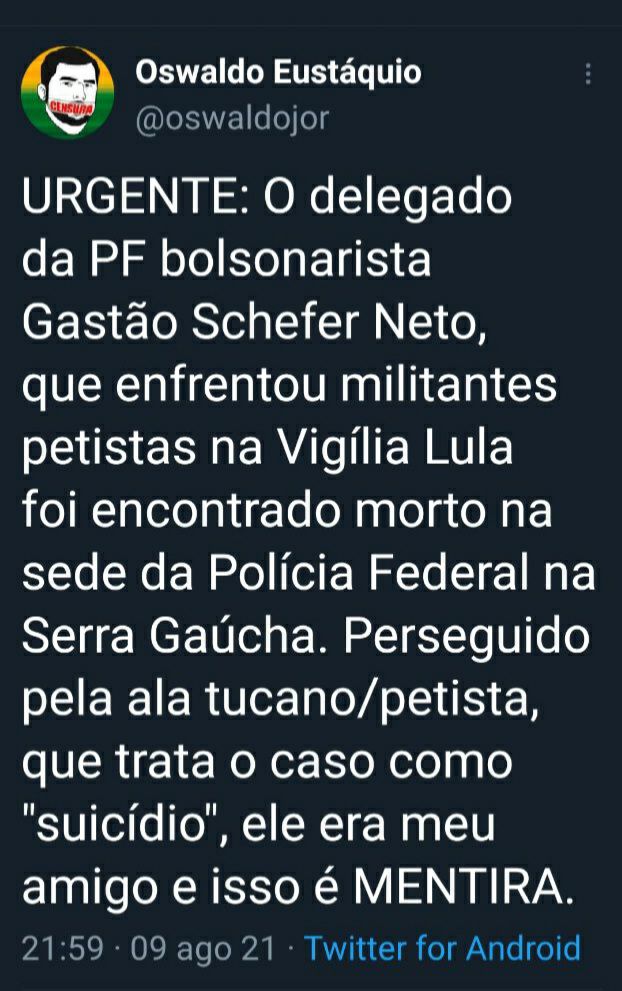 Oswaldo Eustáquio
@oswaldojor
CENSURA
URGENTE: O delegado
da PF bolsonarista
Gastão Schefer Neto,
que enfrentou militantes
petistas na Vigília Lula
foi encontrado morto na
sede da Polícia Federal na
Serra Gaúcha. Perseguido
pela ala tucano/petista,
que trata o caso como
"suicídio", ele era meu
amigo e isso é MENTIRA.
21:59 · 09 ago 21 · Twitter for Android